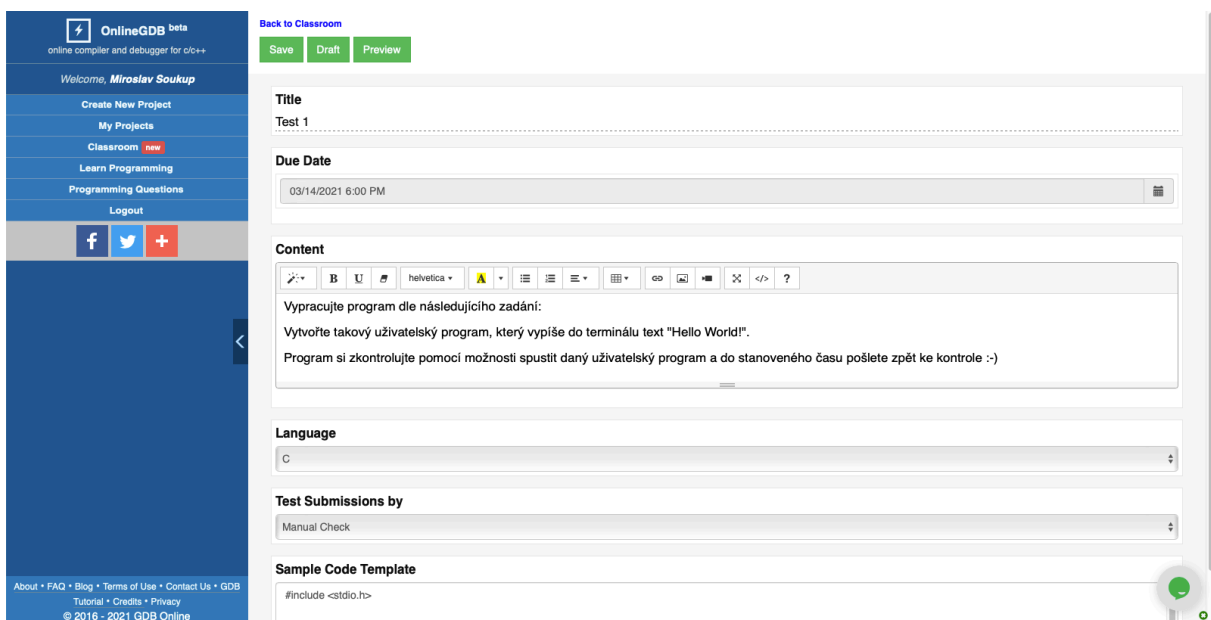 OnlineGDB beta
online compiler and debugger for c/c++
Welcome, Miroslav Soukup
Create New Project
My Projects
Classroom new
Learn Programming
Programming Questions
Logout
About • FAQ • Blog • Terms of Use • Contact Us • GDB
Tutorial • Credits • Privacy
© 2016 - 2021 GDB Online
Back to Classroom
Save Draft Preview
Title
Test 1
Due Date
03/14/2021 6:00 PM
Content
B U helvetica A </> ?
Vypracujte program dle následujícího zadání:
Vytvořte takový uživatelský program, který vypíše do terminálu text "Hello World!".
Program si zkontrolujte pomocí možnosti spustit daný uživatelský program a do stanoveného času pošlete zpět ke kontrole :-)
Language
C
Test Submissions by
Manual Check
Sample Code Template
#include <stdio.h>